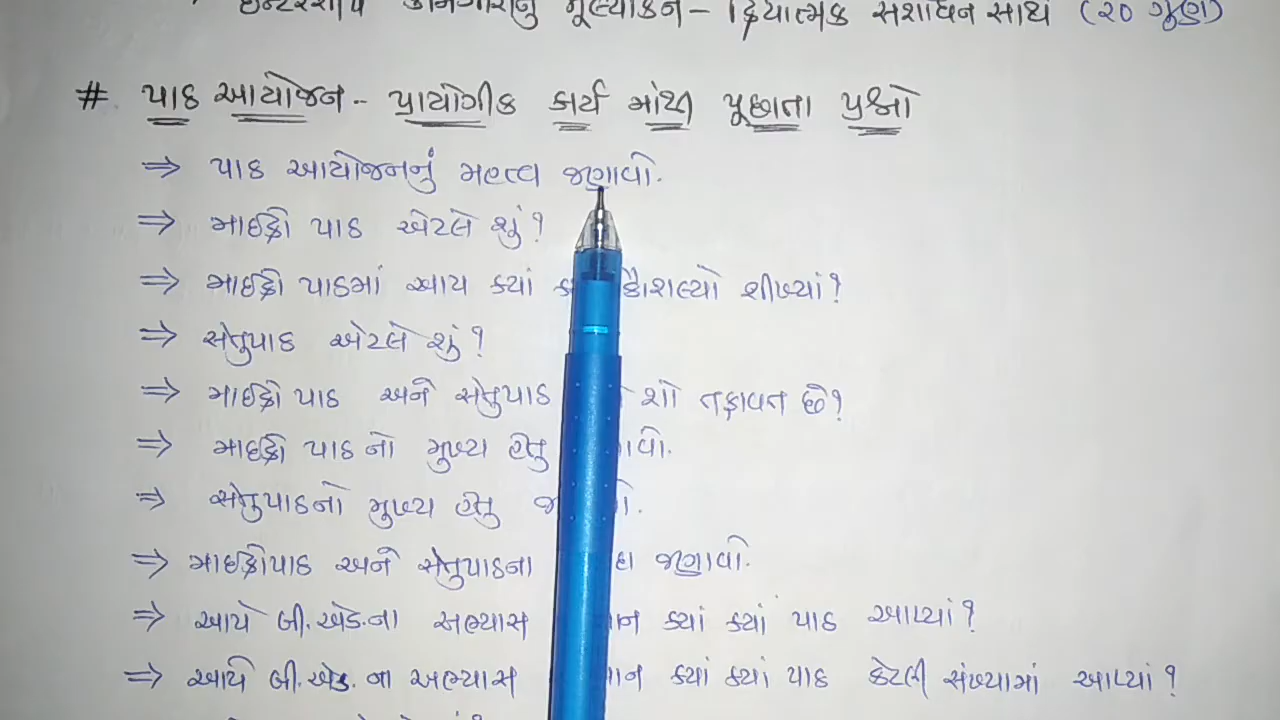 મૂલ્યાંકન – ક્રિયાત્મક સંશોધન સાથે (૨૦ ગુણ)
# પાઠ આયોજન - પ્રાયોગીક કાર્ય માંથી પૂછાતા પ્રશ્નો
⇒ પાઠ આયોજનનું મહત્વ જણાવો.
⇒ માઈક્રો પાઠ એટલે શું?
⇒ માઈક્રો પાઠમાં આપ ક્યાં કૌશલ્યો શીખ્યાં?
⇒ સેતુપાઠ એટલે શું?
⇒ માઈક્રો પાઠ અને સેતુપાઠ શો તફાવત છે?
⇒ માઈક્રો પાઠ નો મુખ્ય હેતુ
⇒ સેતુપાઠનો મુખ્ય હેતુ
⇒ માઈક્રોપાઠ અને સેતુપાઠના જણાવો.
⇒ આપે બી.એડ.ના અભ્યાસ ક્યાં ક્યાં પાઠ આપ્યાં?
⇒ આપે બી.એડ. ના અભ્યાસ ક્યાં ક્યાં પાઠ કેટલી સંખ્યામાં આપ્યાં?